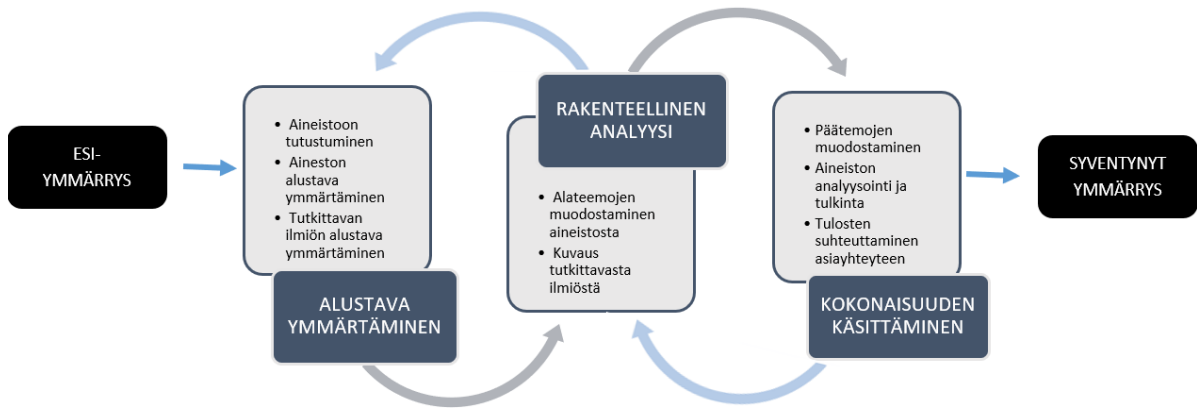 ESI-
YMMÄRRYS
• Aineistoon
tutustuminen
• Aineston
alustava
ymmärtäminen
• Tutkittavan
ilmiön alustava
ymmärtäminen
ALUSTAVA
YMMÄRTÄMINEN
RAKENTEELLINEN
ANALYYSI
• Alateemojen
muodostaminen
aineistosta
• Kuvaus
tutkittavasta
ilmiöstä
• Päätemojen
muodostaminen
• Aineiston
analyysointi ja
tulkinta
• Tulosten
suhteuttaminen
asiayhteyteen
KOKONAISUUDEN
KÄSITTÄMINEN
SYVENTYNYT
YMMÄRRYS